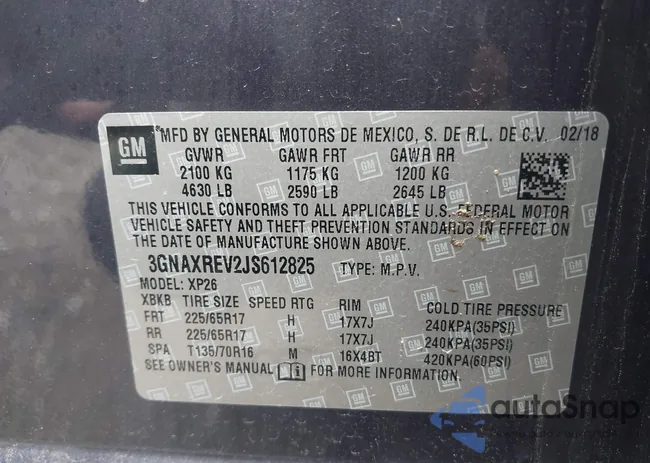 GM
MFD BY GENERAL MOTORS DE MEXICO, S. DE R.L. DE C.V. 02/18
GVWR GAWR FRT GAWR RR
2100 KG 1175 KG 1200 KG
4630 LB 2590 LB 2645 LB
THIS VEHICLE CONFORMS TO ALL APPLICABLE U.S. FEDERAL MOTOR
VEHICLE SAFETY AND THEFT PREVENTION STANDARDS IN EFFECT ON
THE DATE OF MANUFACTURE SHOWN ABOVE.
3GNAXREV2JS612825 TYPE: M.P.V.
MODEL: XP26
XBKB TIRE SIZE SPEED RTG RIM COLD TIRE PRESSURE
FRT 225/65R17 H 17X7J 240KPA(35PSI)
RR 225/65R17 H 17X7J 240KPA(35PSI)
SPA T135/70R16 M 16X4BT 420KPA(60PSI)
SEE OWNER'S MANUAL FOR MORE INFORMATION.
autoSnap